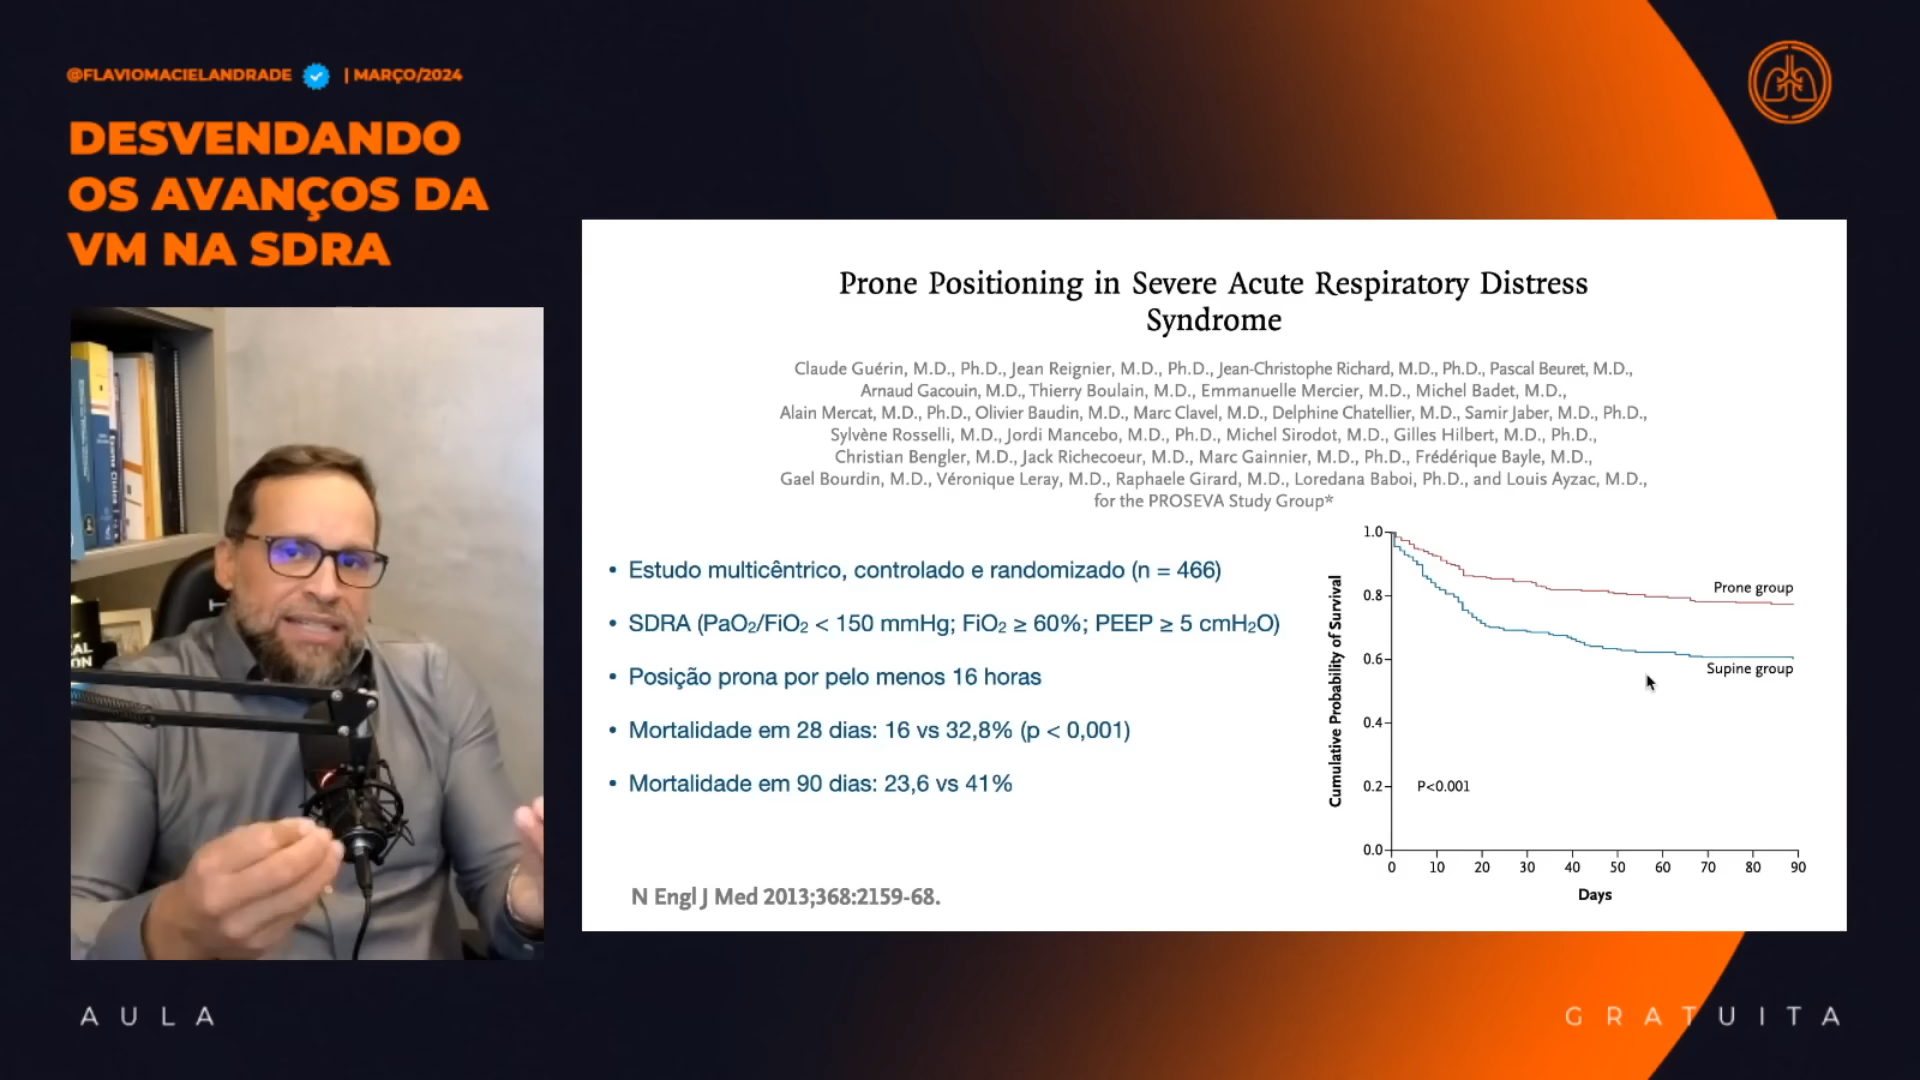 @FLAVIOMACIELANDRADE | MARÇO/2024
DESVENDANDO
OS AVANÇOS DA
VM NA SDRA
Prone Positioning in Severe Acute Respiratory Distress
Syndrome
Claude Guérin, M.D., Ph.D., Jean Reignier, M.D., Ph.D., Jean-Christophe Richard, M.D., Ph.D., Pascal Beuret, M.D.,
Arnaud Gacouin, M.D., Thierry Boulain, M.D., Emmanuelle Mercier, M.D., Michel Badet, M.D.,
Alain Mercat, M.D., Ph.D., Olivier Baudin, M.D., Marc Clavel, M.D., Delphine Chatellier, M.D., Samir Jaber, M.D., Ph.D.,
Sylvène Rosselli, M.D., Jordi Mancebo, M.D., Ph.D., Michel Sirodot, M.D., Gilles Hilbert, M.D., Ph.D.,
Christian Bengler, M.D., Jack Richecoeur, M.D., Marc Gainnier, M.D., Ph.D., Frédérique Bayle, M.D.,
Gael Bourdin, M.D., Véronique Leray, M.D., Raphaele Girard, M.D., Loredana Baboi, Ph.D., and Louis Ayzac, M.D.,
for the PROSEVA Study Group*
• Estudo multicêntrico, controlado e randomizado (n = 466)
• SDRA (PaO₂/FiO₂ < 150 mmHg; FiO₂ ≥ 60%; PEEP ≥ 5 cmH₂O)
• Posição prona por pelo menos 16 horas
• Mortalidade em 28 dias: 16 vs 32,8% (p < 0,001)
• Mortalidade em 90 dias: 23,6 vs 41%
N Engl J Med 2013;368:2159-68.
Cumulative Probability of Survival
1.0
0.8
0.6
0.4
0.2
0.0
Prone group
Supine group
P<0.001
0 10 20 30 40 50 60 70 80 90
Days
AULA
GRATUITA